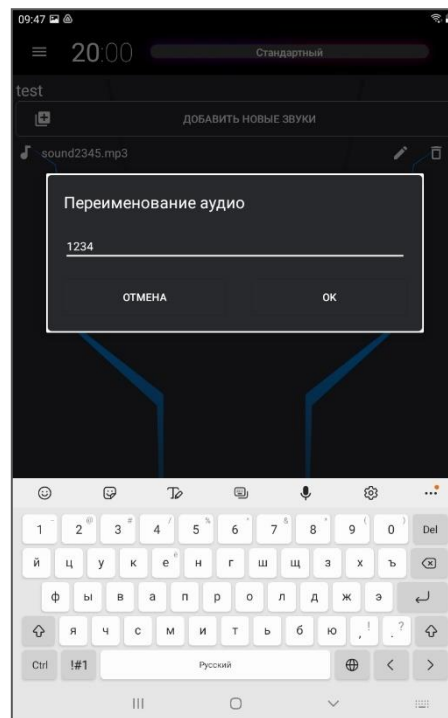 09:47
20:00 Стандартный
test
ДОБАВИТЬ НОВЫЕ ЗВУКИ
sound2345.mp3
Переименование аудио
1234
ОТМЕНА OK
1 2 @ 3 # 4 / 5 % 6 ^ 7 & 8 * 9 ( 0 ) Del
й ц у к е ё н г ш щ з х ъ
ф ы в а п р о л д ж э
я ч с м и т ь б ю , ! . ?
Ctrl !#1 Русский < >